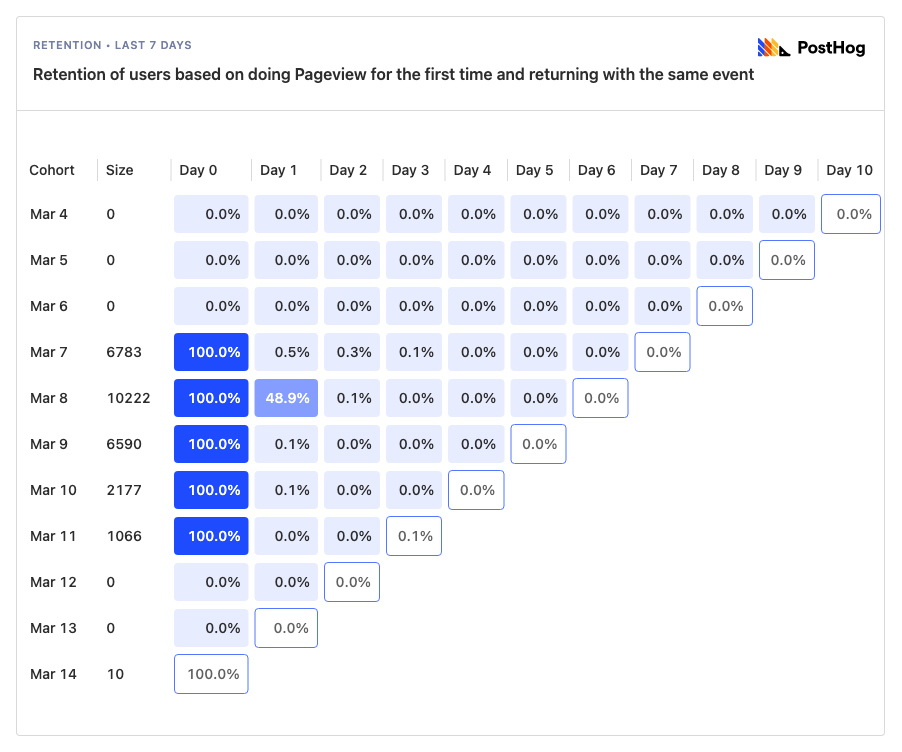 RETENTION • LAST 7 DAYS
PostHog
Retention of users based on doing Pageview for the first time and returning with the same event
Cohort Size Day 0 Day 1 Day 2 Day 3 Day 4 Day 5 Day 6 Day 7 Day 8 Day 9 Day 10
Mar 4 0 0.0% 0.0% 0.0% 0.0% 0.0% 0.0% 0.0% 0.0% 0.0% 0.0% 0.0%
Mar 5 0 0.0% 0.0% 0.0% 0.0% 0.0% 0.0% 0.0% 0.0% 0.0% 0.0%
Mar 6 0 0.0% 0.0% 0.0% 0.0% 0.0% 0.0% 0.0% 0.0% 0.0%
Mar 7 6783 100.0% 0.5% 0.3% 0.1% 0.0% 0.0% 0.0% 0.0%
Mar 8 10222 100.0% 48.9% 0.1% 0.0% 0.0% 0.0% 0.0%
Mar 9 6590 100.0% 0.1% 0.0% 0.0% 0.0% 0.0%
Mar 10 2177 100.0% 0.1% 0.0% 0.0% 0.0%
Mar 11 1066 100.0% 0.0% 0.0% 0.1%
Mar 12 0 0.0% 0.0% 0.0%
Mar 13 0 0.0% 0.0%
Mar 14 10 100.0%